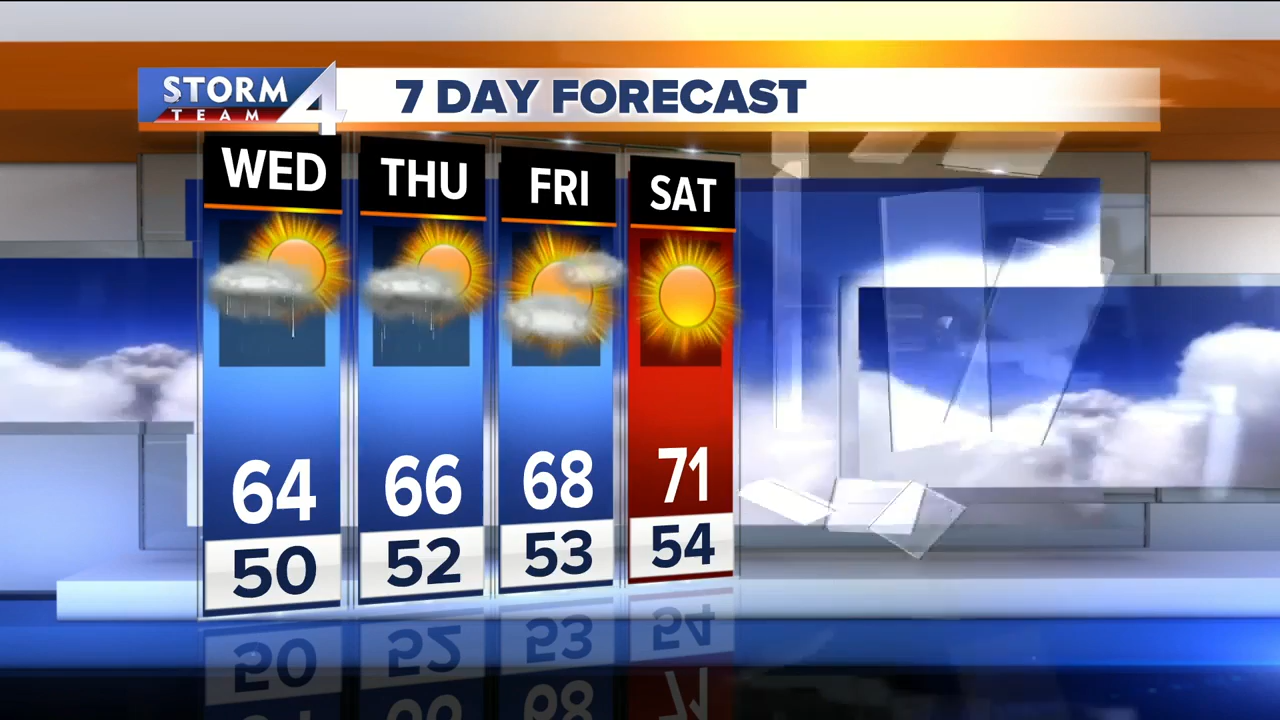 STORM
TEAM 4
7 DAY FORECAST
WED THU FRI SAT
64 66 68 71
50 52 53 54